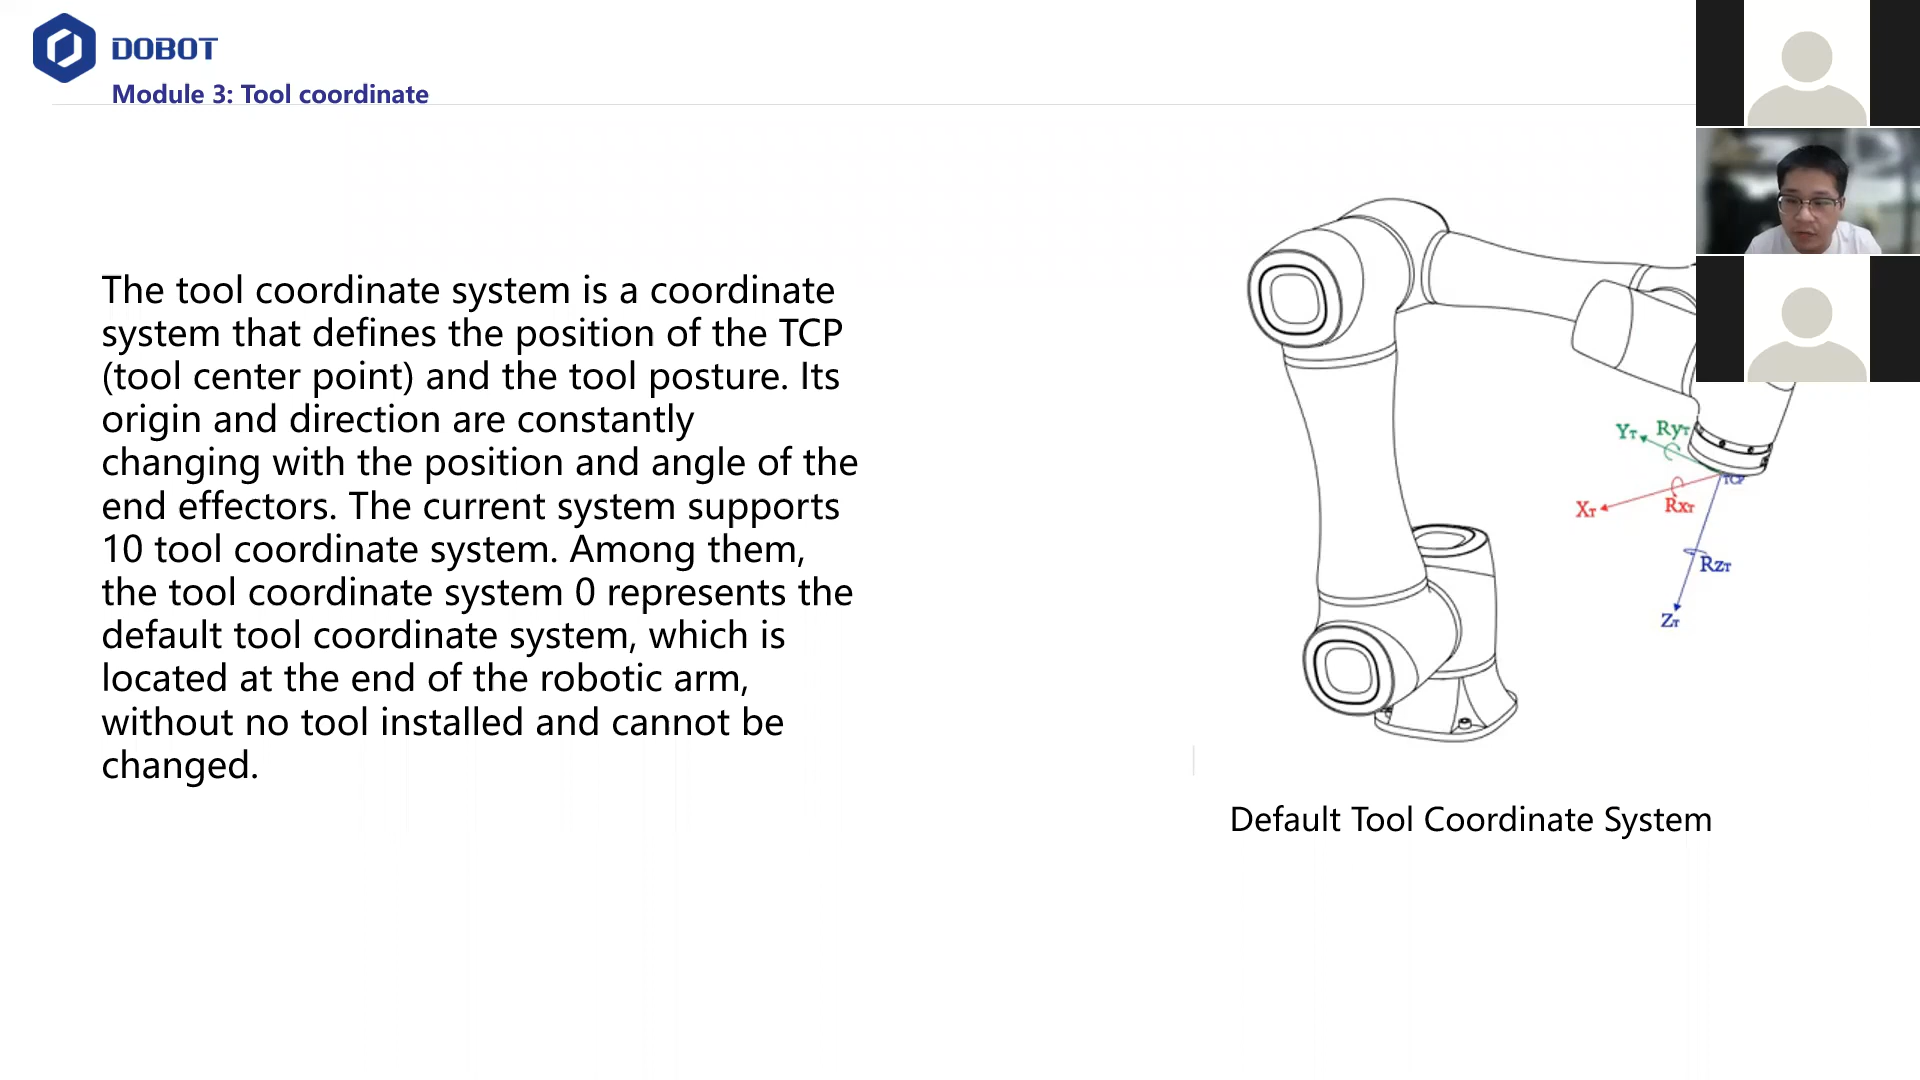 DOBOT
Module 3: Tool coordinate
The tool coordinate system is a coordinate
system that defines the position of the TCP
(tool center point) and the tool posture. Its
origin and direction are constantly
changing with the position and angle of the
end effectors. The current system supports
10 tool coordinate system. Among them,
the tool coordinate system 0 represents the
default tool coordinate system, which is
located at the end of the robotic arm,
without no tool installed and cannot be
changed.
YT RyT
TCP
XT RxT
RzT
ZT
Default Tool Coordinate System